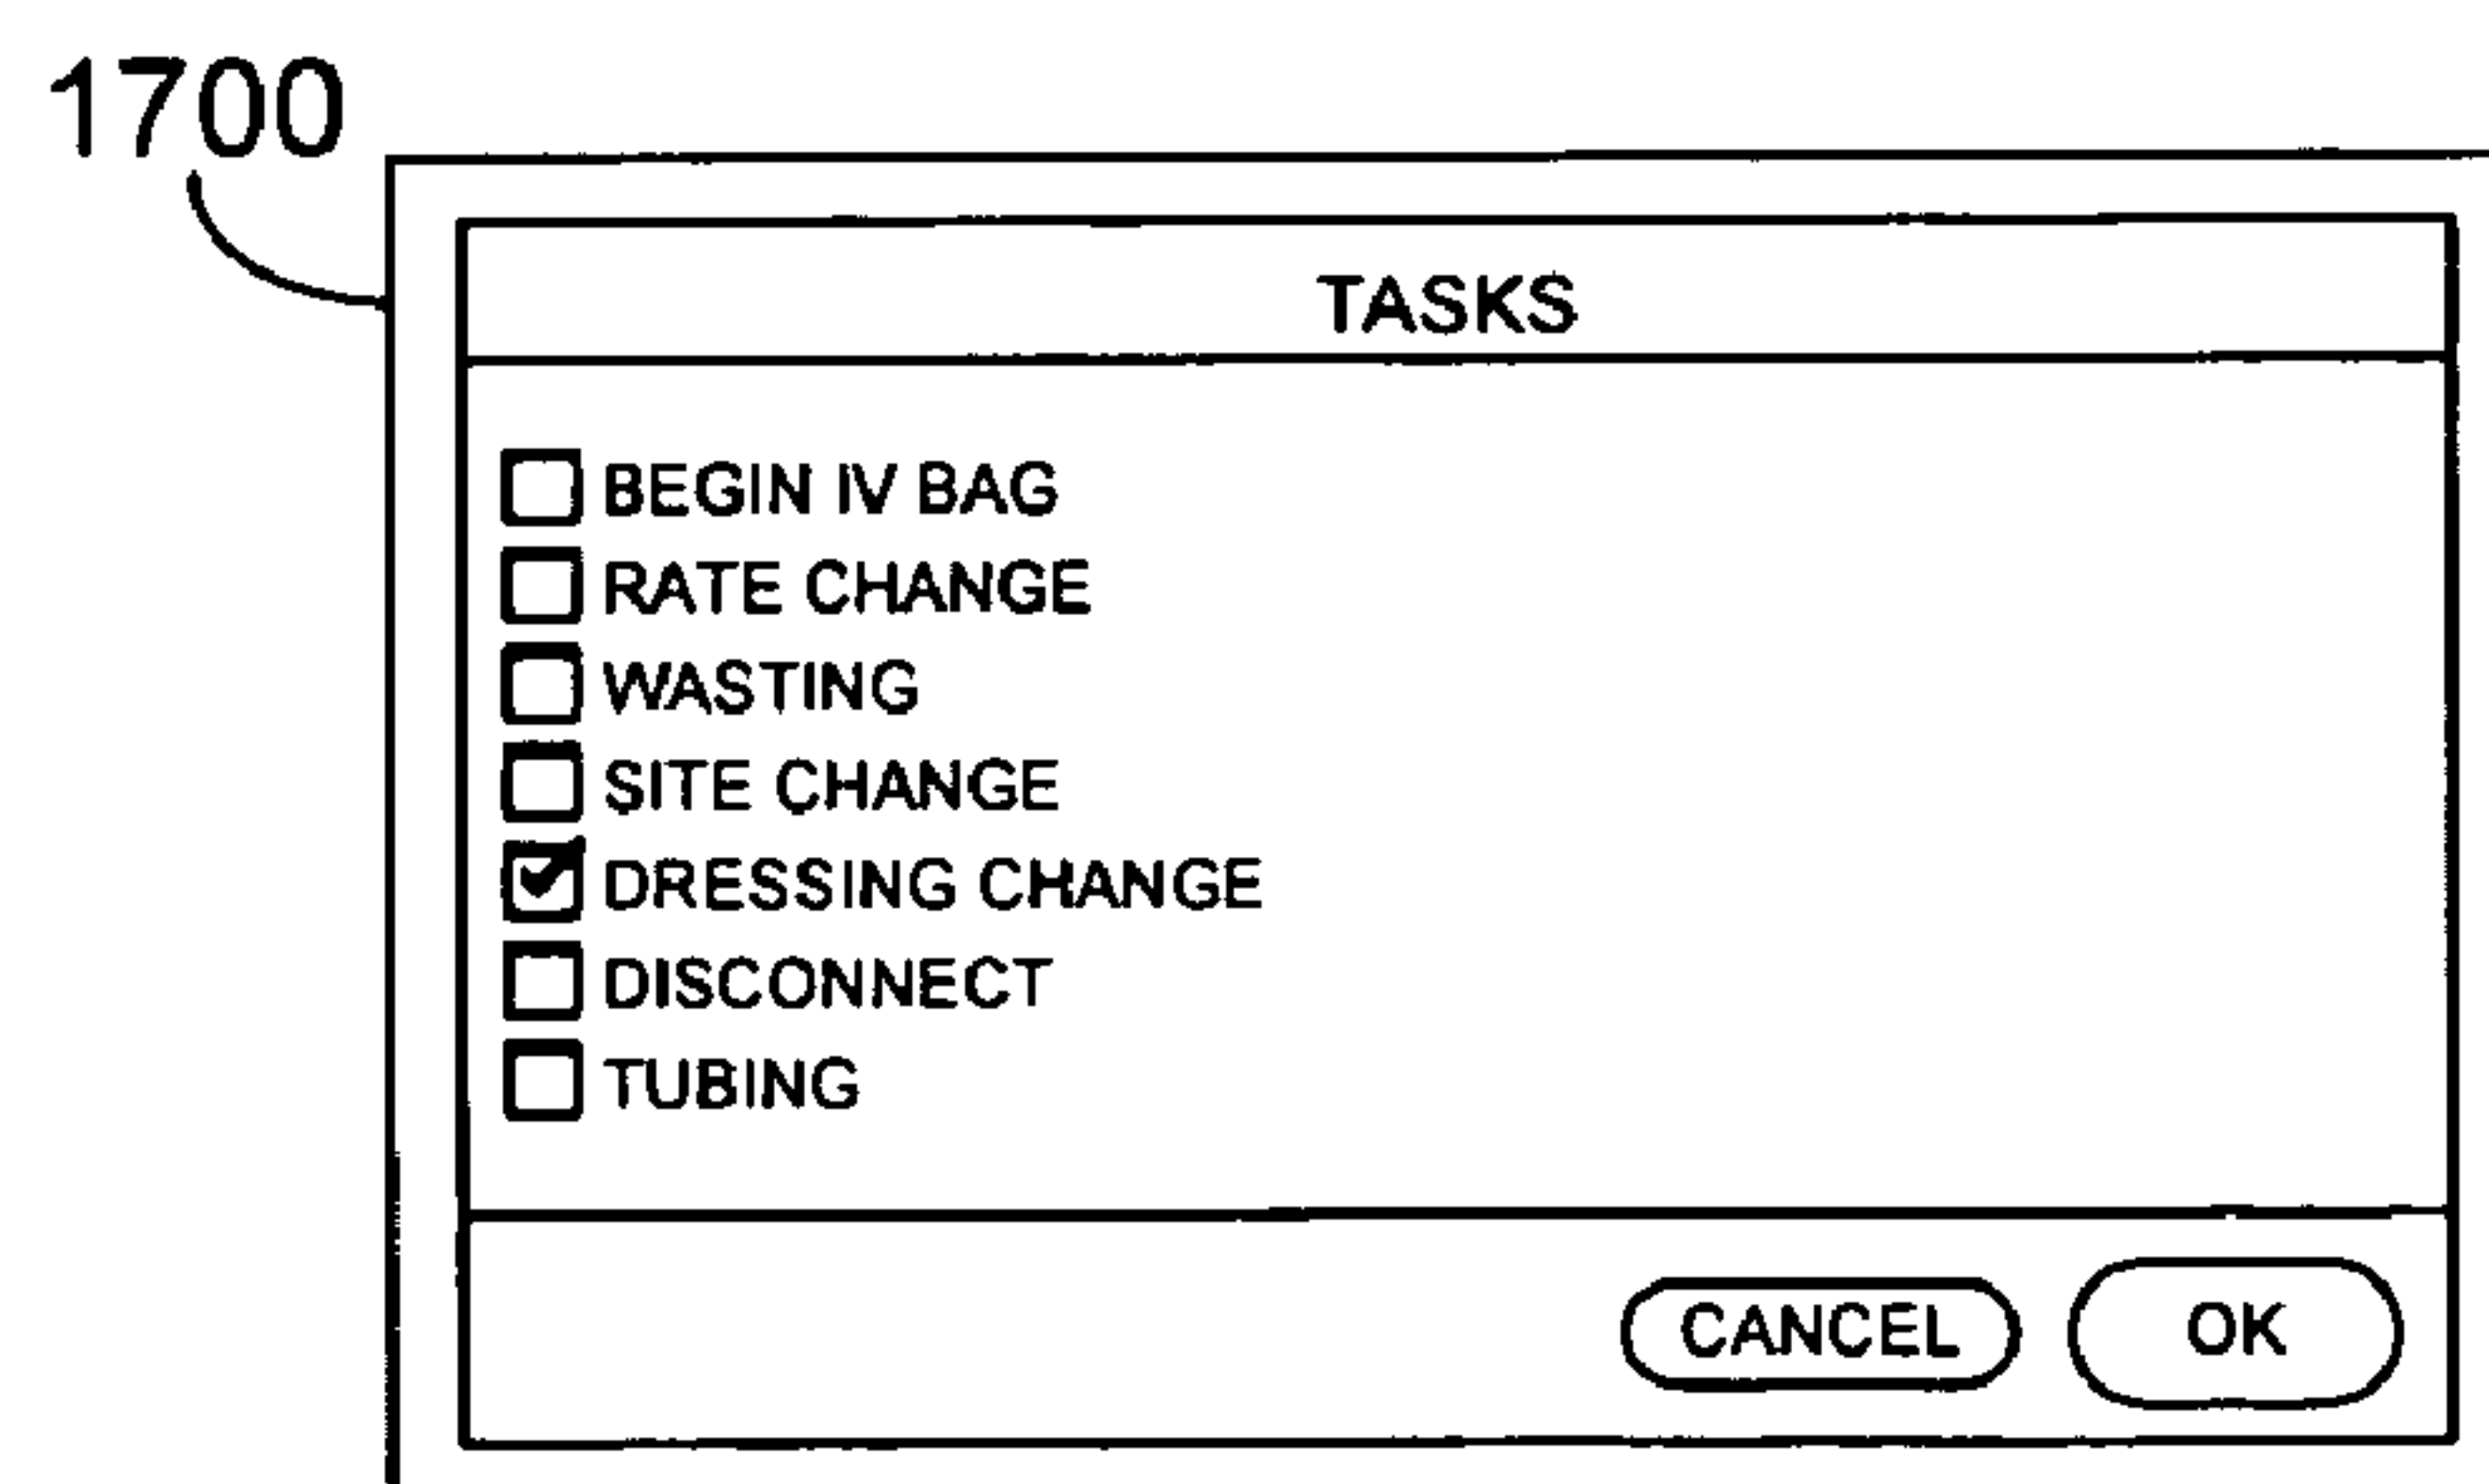 1700
TASKS
BEGIN IV BAG
RATE CHANGE
WASTING
SITE CHANGE
DRESSING CHANGE
DISCONNECT
TUBING
CANCEL OK